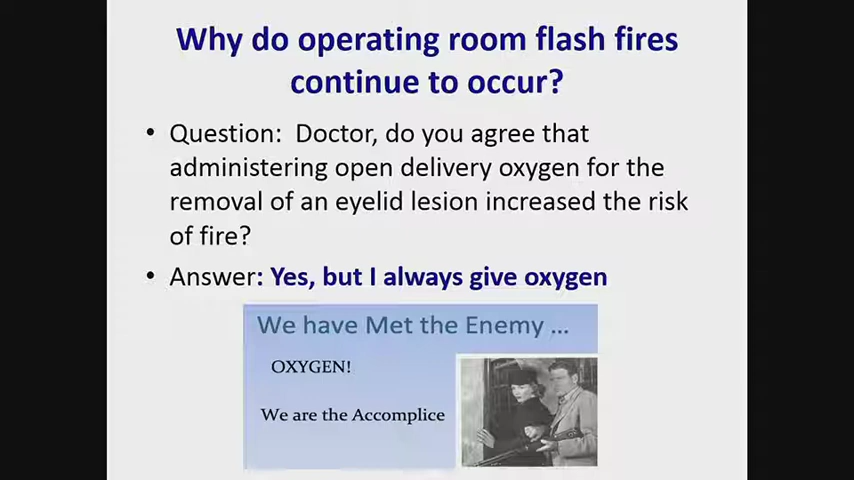 Why do operating room flash fires
continue to occur?
• Question:  Doctor, do you agree that
administering open delivery oxygen for the
removal of an eyelid lesion increased the risk
of fire?
• Answer: Yes, but I always give oxygen
We have Met the Enemy ...
OXYGEN!
We are the Accomplice